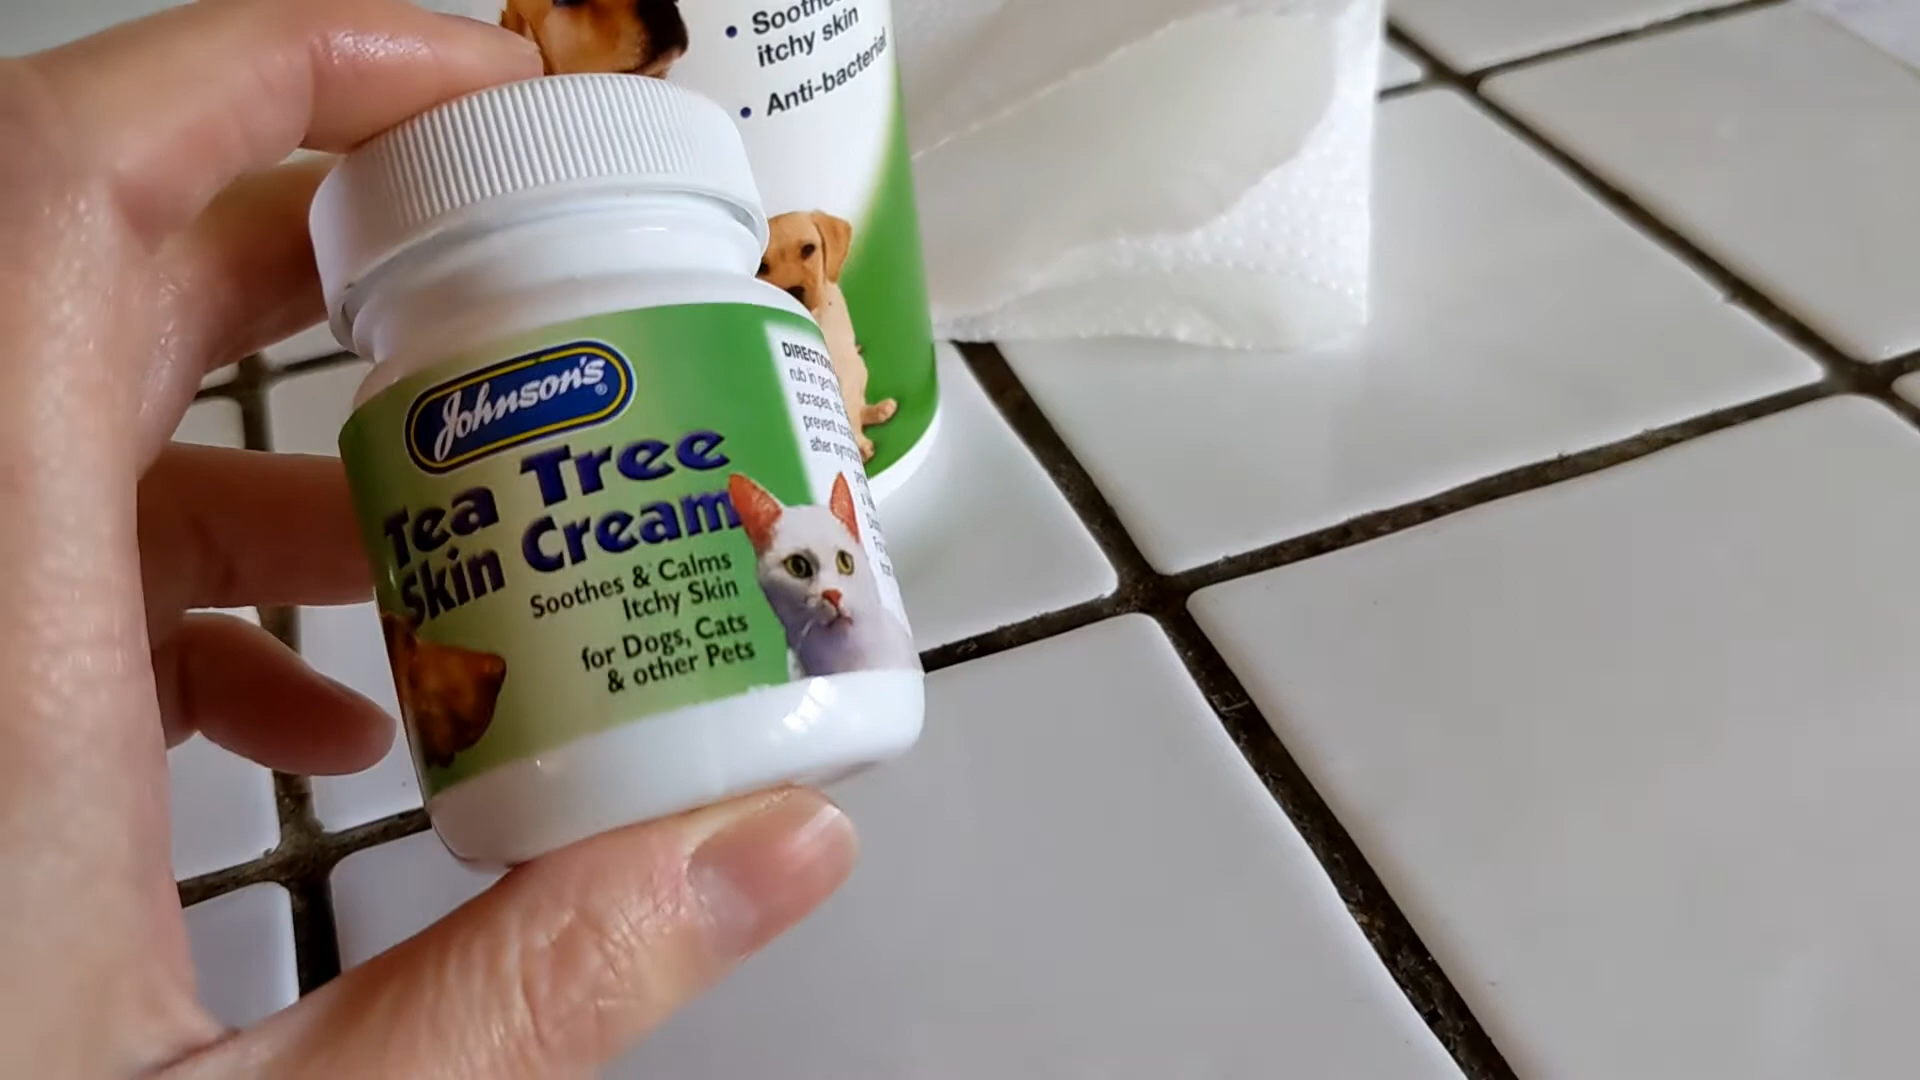 • Soothe
itchy skin
• Anti-bacterial
Johnson's®
Tea Tree
Skin Cream
Soothes & Calms
Itchy Skin
for Dogs, Cats
& other Pets
DIRECTIO
rub in gen
scrapes,
prevent
after